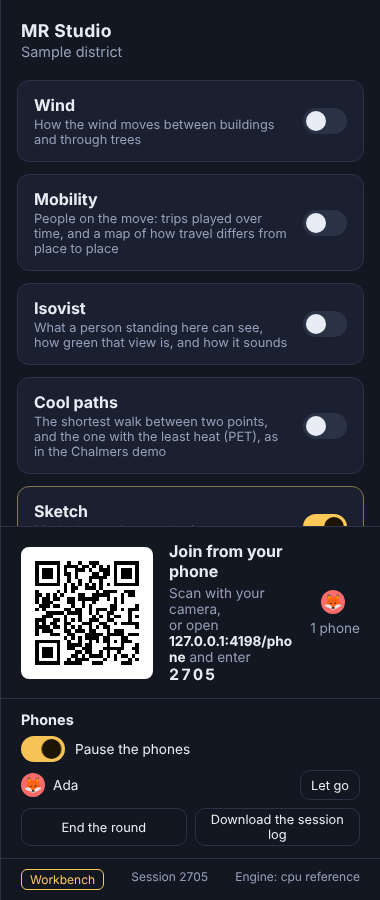 MR Studio
Sample district
Wind
How the wind moves between buildings
and through trees
Mobility
People on the move: trips played over
time, and a map of how travel differs from
place to place
Isovist
What a person standing here can see,
how green that view is, and how it sounds
Cool paths
The shortest walk between two points,
and the one with the least heat (PET), as
in the Chalmers demo
Sketch
Join from your
phone
Scan with your
camera,
or open
127.0.0.1:4198/pho
ne and enter
2705
1 phone
Phones
Pause the phones
Ada
Let go
End the round
Download the session
log
Workbench
Session 2705
Engine: cpu reference